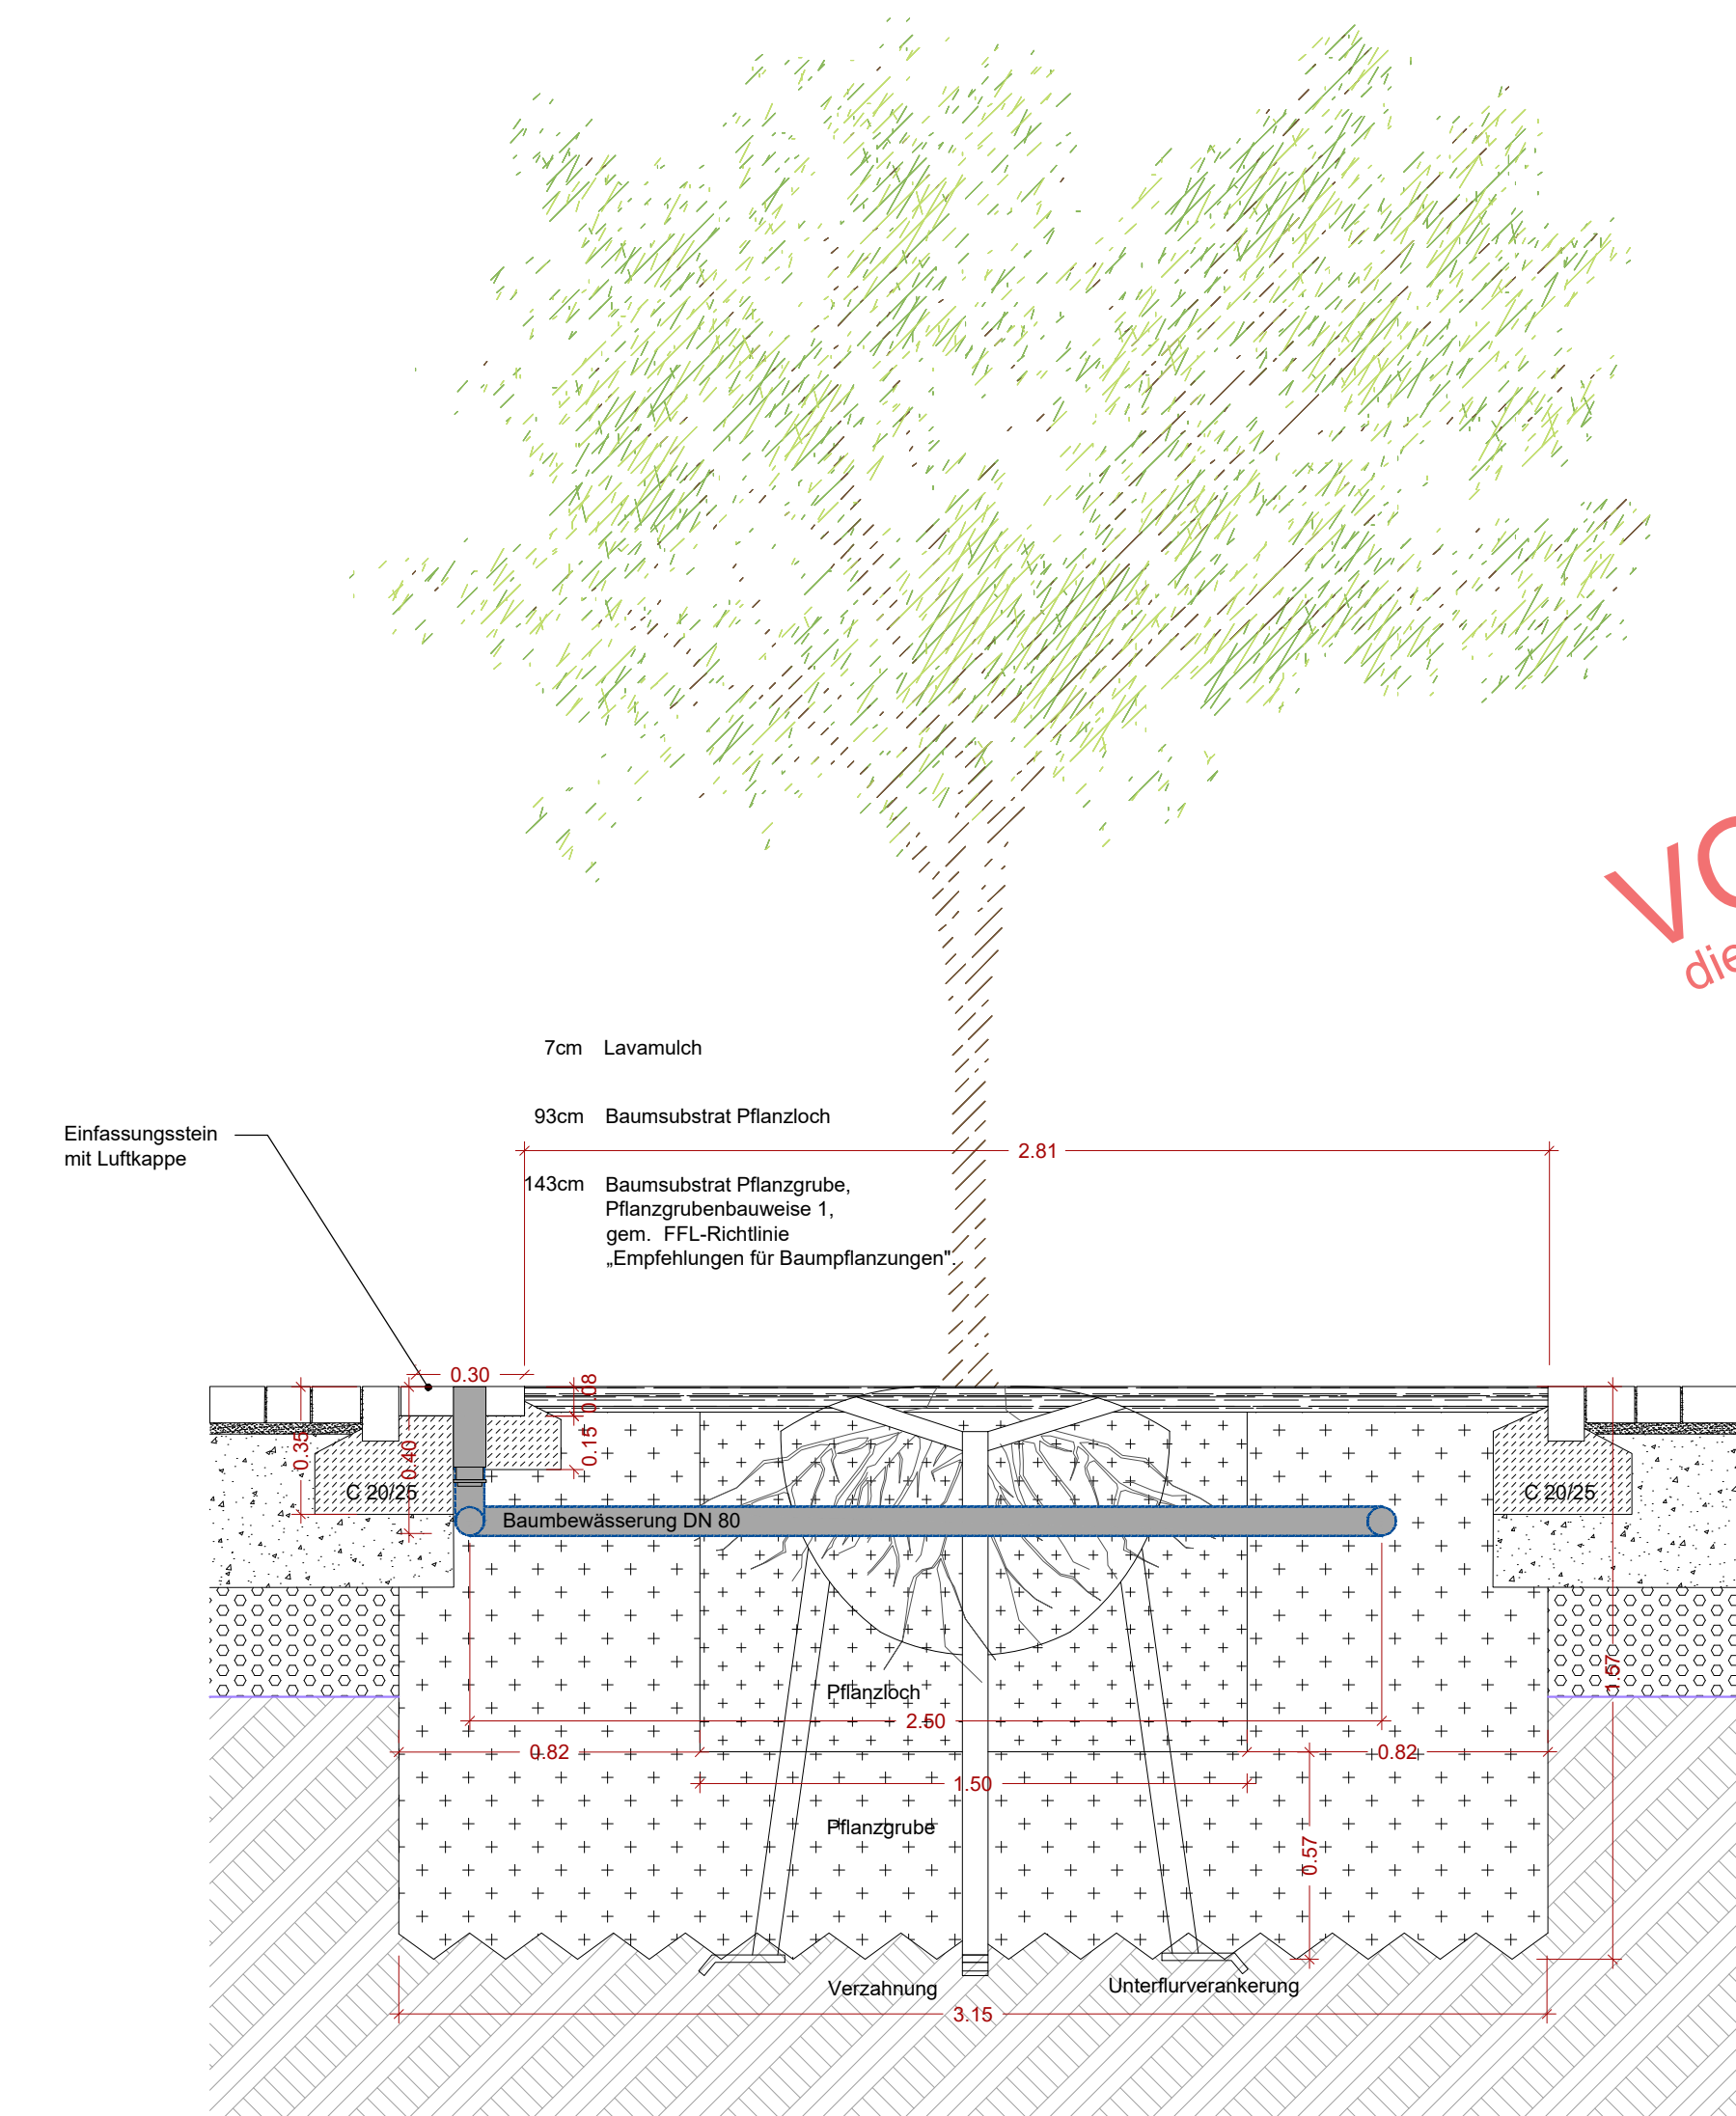 VO
die
7cm Lavamulch
93cm Baumsubstrat Pflanzloch
Einfassungsstein
mit Luftkappe
2.81
143cm Baumsubstrat Pflanzgrube,
Pflanzgrubenbauweise 1,
gem. FFL-Richtlinie
„Empfehlungen für Baumpflanzungen".
0.30
0.08
0.15
0.35
0.40
C 20/25
C 20/25
Baumbewässerung DN 80
1.57
Pflanzloch
2.50
0.82
0.82
1.50
Pflanzgrube
0.57
Verzahnung
Unterflurverankerung
3.15